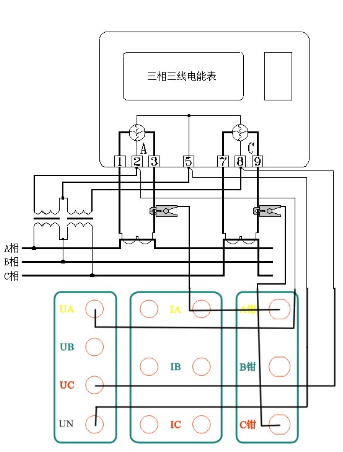 三相三线电能表
A C
1 2 3 5 7 8 9
A相
B相
C相
UA IA A钳
UB IB B钳
UC IC C钳
UN